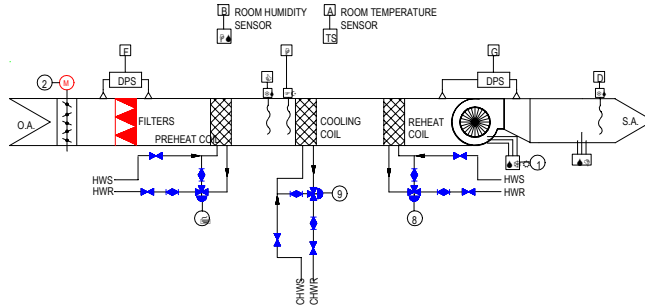 B ROOM HUMIDITY
SENSOR
A ROOM TEMPERATURE
SENSOR
TS
F
G
DPS
DPS
D
2
M
O.A.
FILTERS
PREHEAT COIL
COOLING
COIL
REHEAT
COIL
S.A.
1
HWS
HWR
9
8
HWS
HWR
CHWS
CHWR